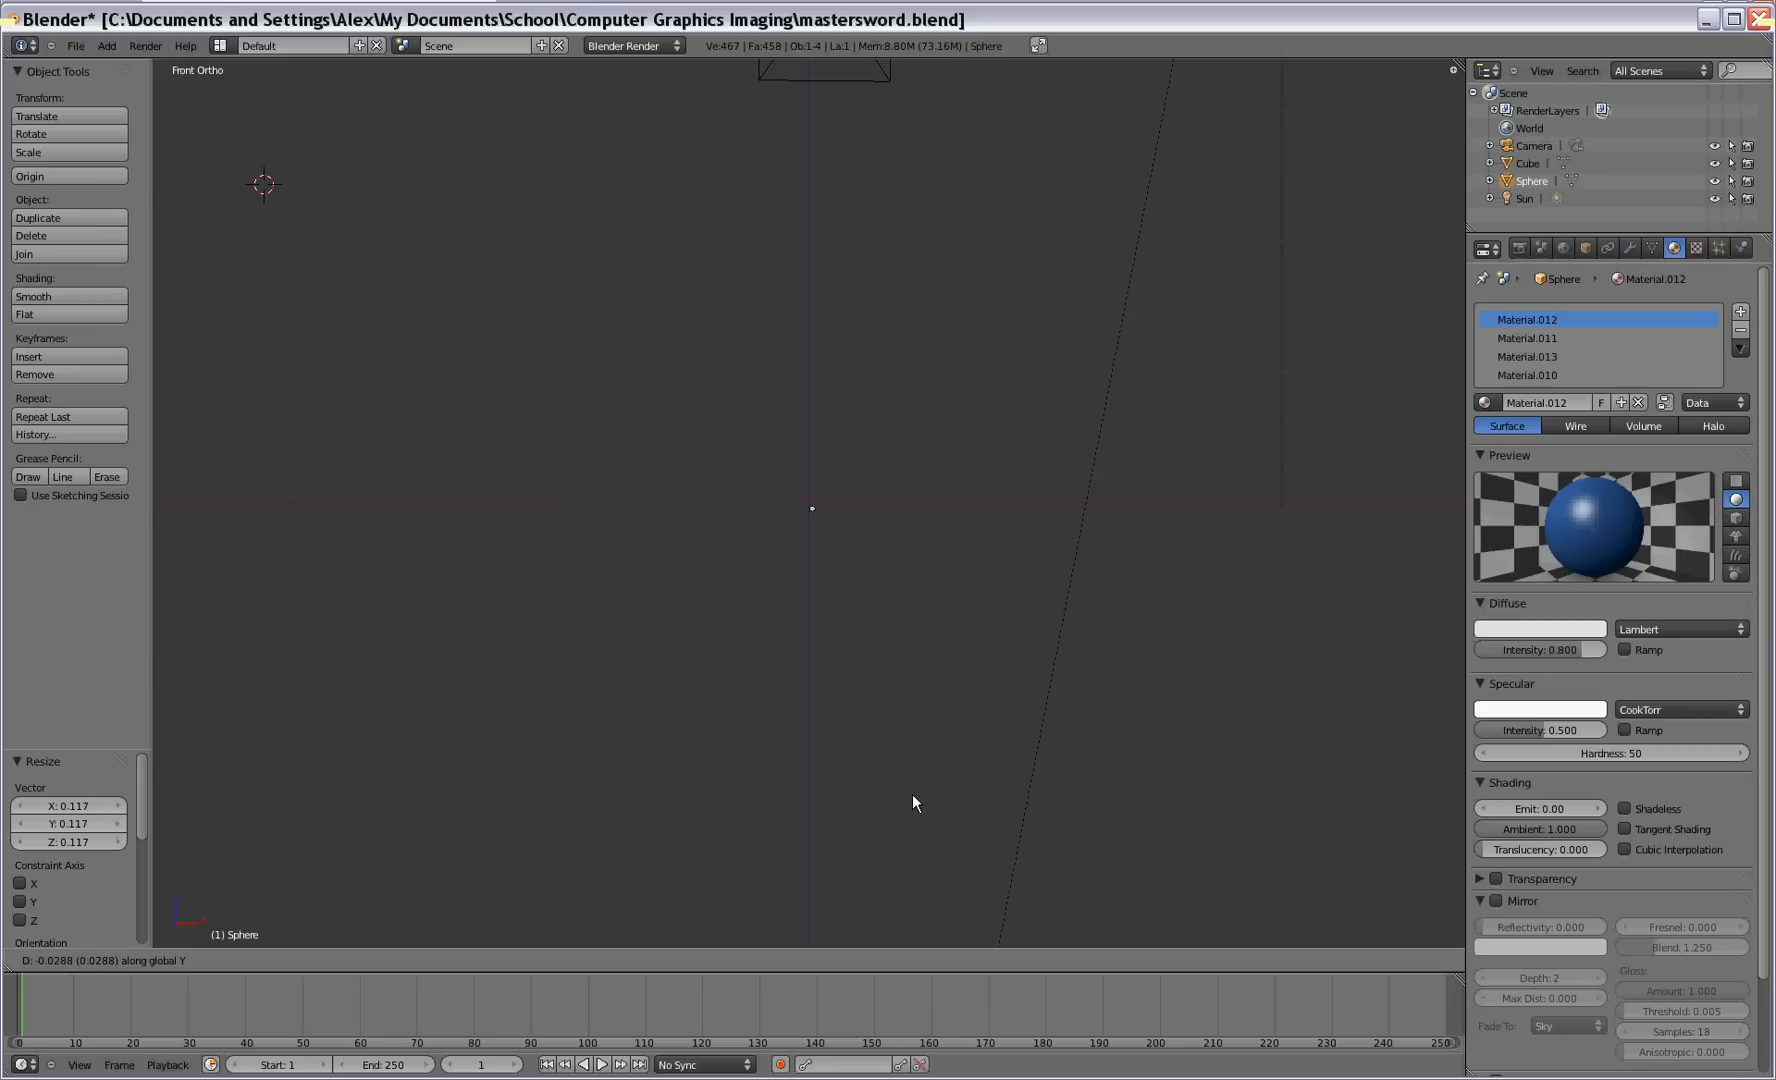 Blender* [C:\Documents and Settings\Alex\My Documents\School\Computer Graphics Imaging\mastersword.blend]
File Add Render Help Default Scene Blender Render Ve:467 | Fa:458 | Ob:1-4 | La:1 | Mem:8.80M (73.16M) | Sphere
Object Tools
Transform:
Translate
Rotate
Scale
Origin
Object:
Duplicate
Delete
Join
Shading:
Smooth
Flat
Keyframes:
Insert
Remove
Repeat:
Repeat Last
History...
Grease Pencil:
Draw Line Erase
Use Sketching Sessio
Resize
Vector
X: 0.117
Y: 0.117
Z: 0.117
Constraint Axis
X
Y
Z
Orientation
Front Ortho
(1) Sphere
D: -0.0288 (0.0288) along global Y
0 10 20 30 40 50 60 70 80 90 100 110 120 130 140 150 160 170 180 190 200 210 220 230 240 250
View Frame Playback Start: 1 End: 250 1 No Sync
View Search All Scenes
Scene
RenderLayers |
World
Camera |
Cube |
Sphere |
Sun |
Sphere Material.012
Material.012
Material.011
Material.013
Material.010
Material.012 F Data
Surface Wire Volume Halo
Preview
Diffuse
Lambert
Intensity: 0.800 Ramp
Specular
CookTorr
Intensity: 0.500 Ramp
Hardness: 50
Shading
Emit: 0.00 Shadeless
Ambient: 1.000 Tangent Shading
Translucency: 0.000 Cubic Interpolation
Transparency
Mirror
Reflectivity: 0.000 Fresnel: 0.000
Blend: 1.250
Depth: 2 Gloss:
Amount: 1.000
Max Dist: 0.000 Threshold: 0.005
Fade To: Sky Samples: 18
Anisotropic: 0.000